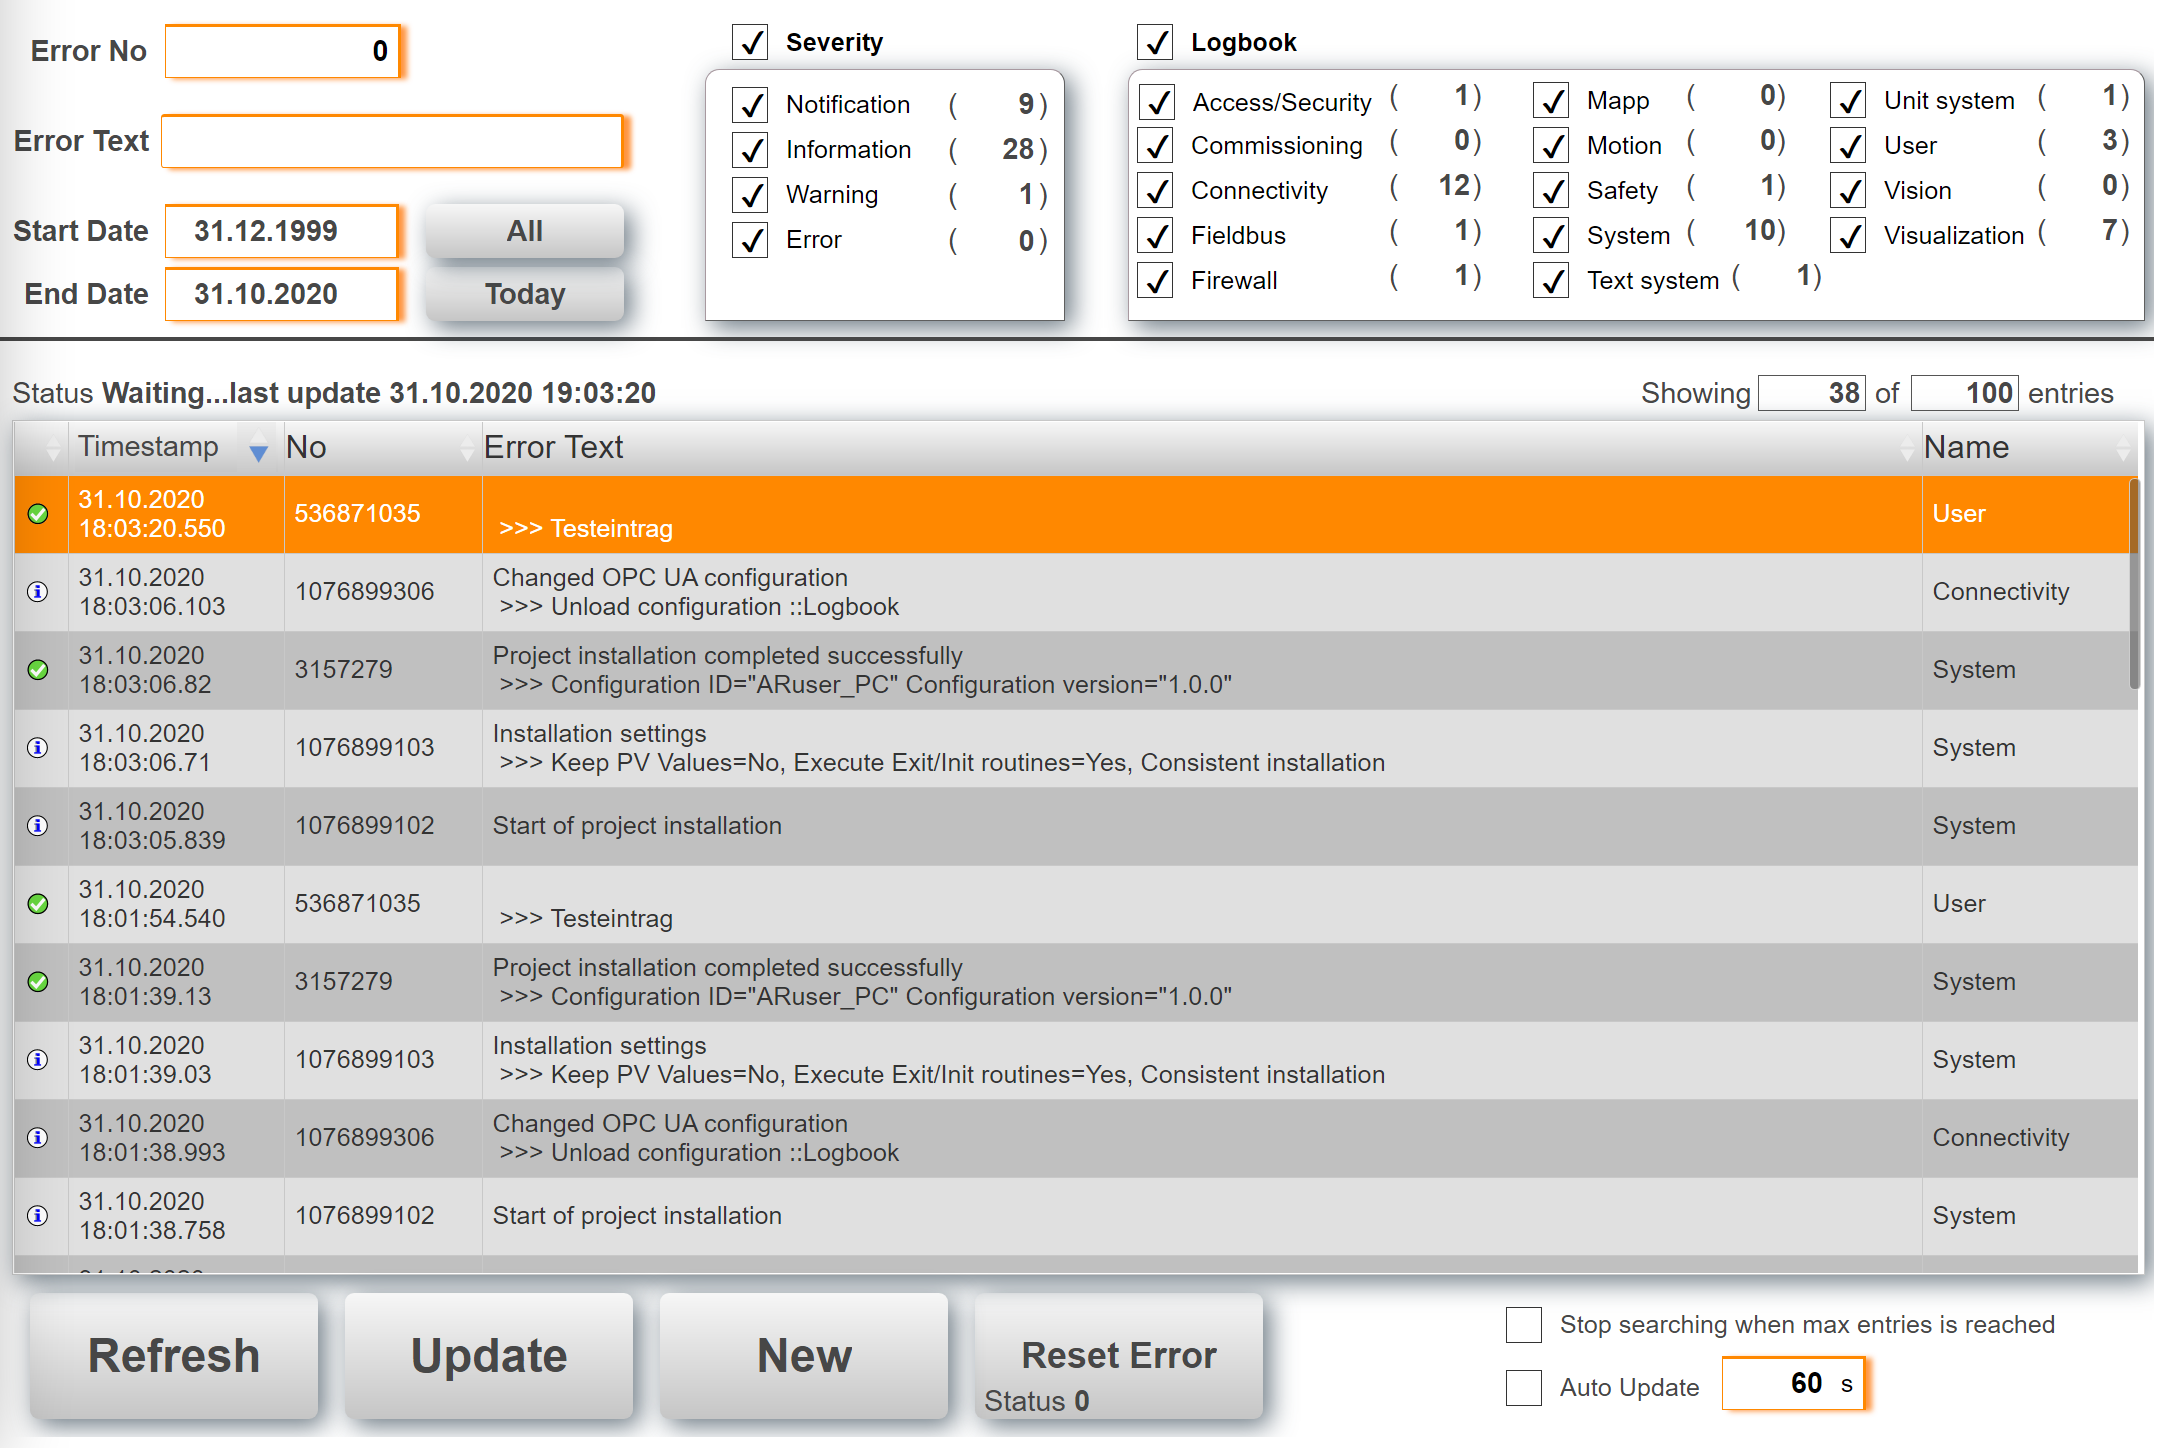 Error No 0
Error Text
Start Date 31.12.1999 All
End Date 31.10.2020 Today
Severity
Notification ( 9 )
Information ( 28 )
Warning ( 1 )
Error ( 0 )
Logbook
Access/Security ( 1 ) Mapp ( 0 ) Unit system ( 1 )
Commissioning ( 0 ) Motion ( 0 ) User ( 3 )
Connectivity ( 12 ) Safety ( 1 ) Vision ( 0 )
Fieldbus ( 1 ) System ( 10 ) Visualization ( 7 )
Firewall ( 1 ) Text system ( 1 )
Status Waiting...last update 31.10.2020 19:03:20 Showing 38 of 100 entries
Timestamp No Error Text Name
31.10.2020
18:03:20.550 536871035 >>> Testeintrag User
31.10.2020 Changed OPC UA configuration
18:03:06.103 1076899306 >>> Unload configuration ::Logbook Connectivity
31.10.2020 Project installation completed successfully
18:03:06.82 3157279 >>> Configuration ID="ARuser_PC" Configuration version="1.0.0" System
31.10.2020 Installation settings
18:03:06.71 1076899103 >>> Keep PV Values=No, Execute Exit/Init routines=Yes, Consistent installation System
31.10.2020
18:03:05.839 1076899102 Start of project installation System
31.10.2020
18:01:54.540 536871035 >>> Testeintrag User
31.10.2020 Project installation completed successfully
18:01:39.13 3157279 >>> Configuration ID="ARuser_PC" Configuration version="1.0.0" System
31.10.2020 Installation settings
18:01:39.03 1076899103 >>> Keep PV Values=No, Execute Exit/Init routines=Yes, Consistent installation System
31.10.2020 Changed OPC UA configuration
18:01:38.993 1076899306 >>> Unload configuration ::Logbook Connectivity
31.10.2020
18:01:38.758 1076899102 Start of project installation System
Refresh Update New Reset Error
Status 0
Stop searching when max entries is reached
Auto Update 60 s